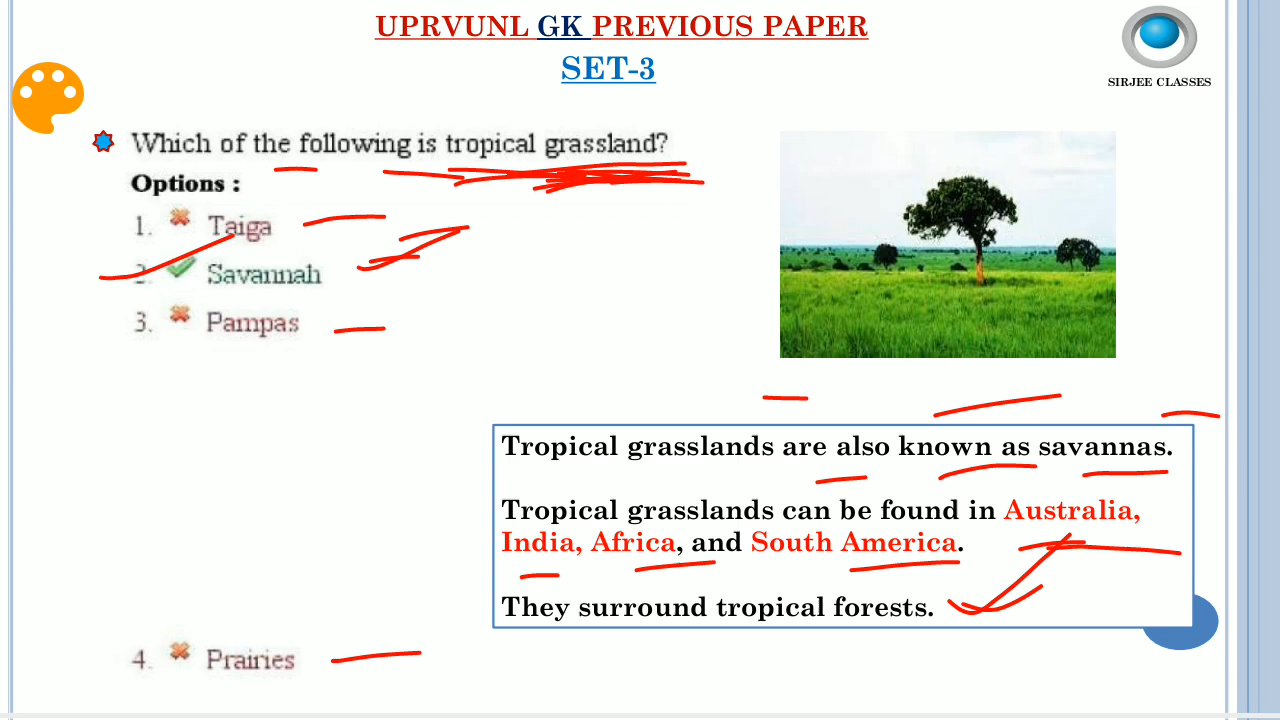 UPRVUNL GK PREVIOUS PAPER
SET-3
SIRJEE CLASSES
Which of the following is tropical grassland?
Options :
1. Taiga
2. Savannah
3. Pampas
Tropical grasslands are also known as savannas.
Tropical grasslands can be found in Australia,
India, Africa, and South America.
They surround tropical forests.
4. Prairies